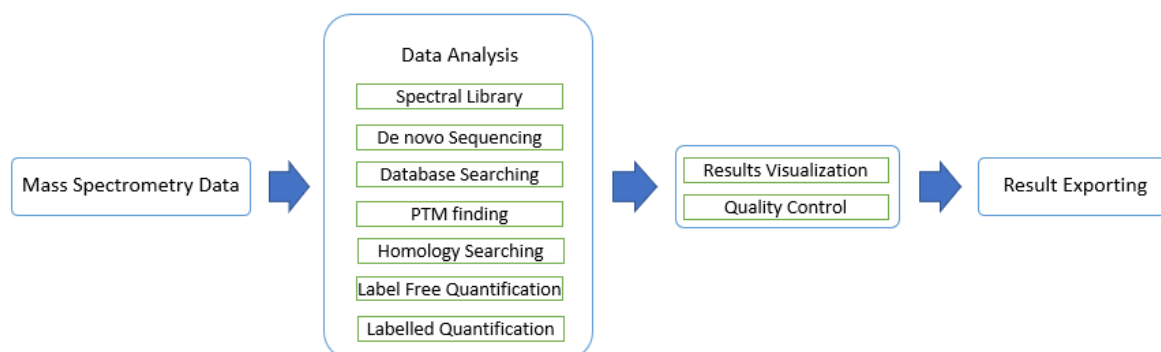 Mass Spectrometry Data
Data Analysis
Spectral Library
De novo Sequencing
Database Searching
PTM finding
Homology Searching
Label Free Quantification
Labelled Quantification
Results Visualization
Quality Control
Result Exporting